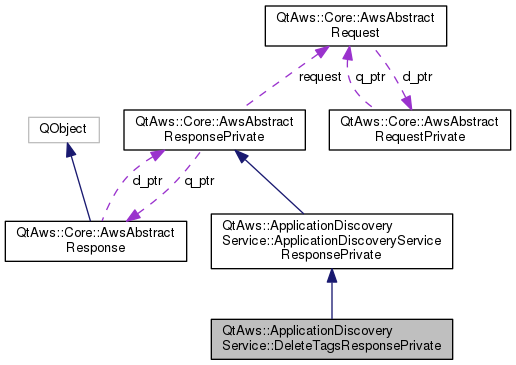 QtAws::Core::AwsAbstract
Request
request
q_ptr
d_ptr
QObject
QtAws::Core::AwsAbstract
ResponsePrivate
QtAws::Core::AwsAbstract
RequestPrivate
d_ptr
q_ptr
QtAws::Core::AwsAbstract
Response
QtAws::ApplicationDiscovery
Service::ApplicationDiscoveryService
ResponsePrivate
QtAws::ApplicationDiscovery
Service::DeleteTagsResponsePrivate